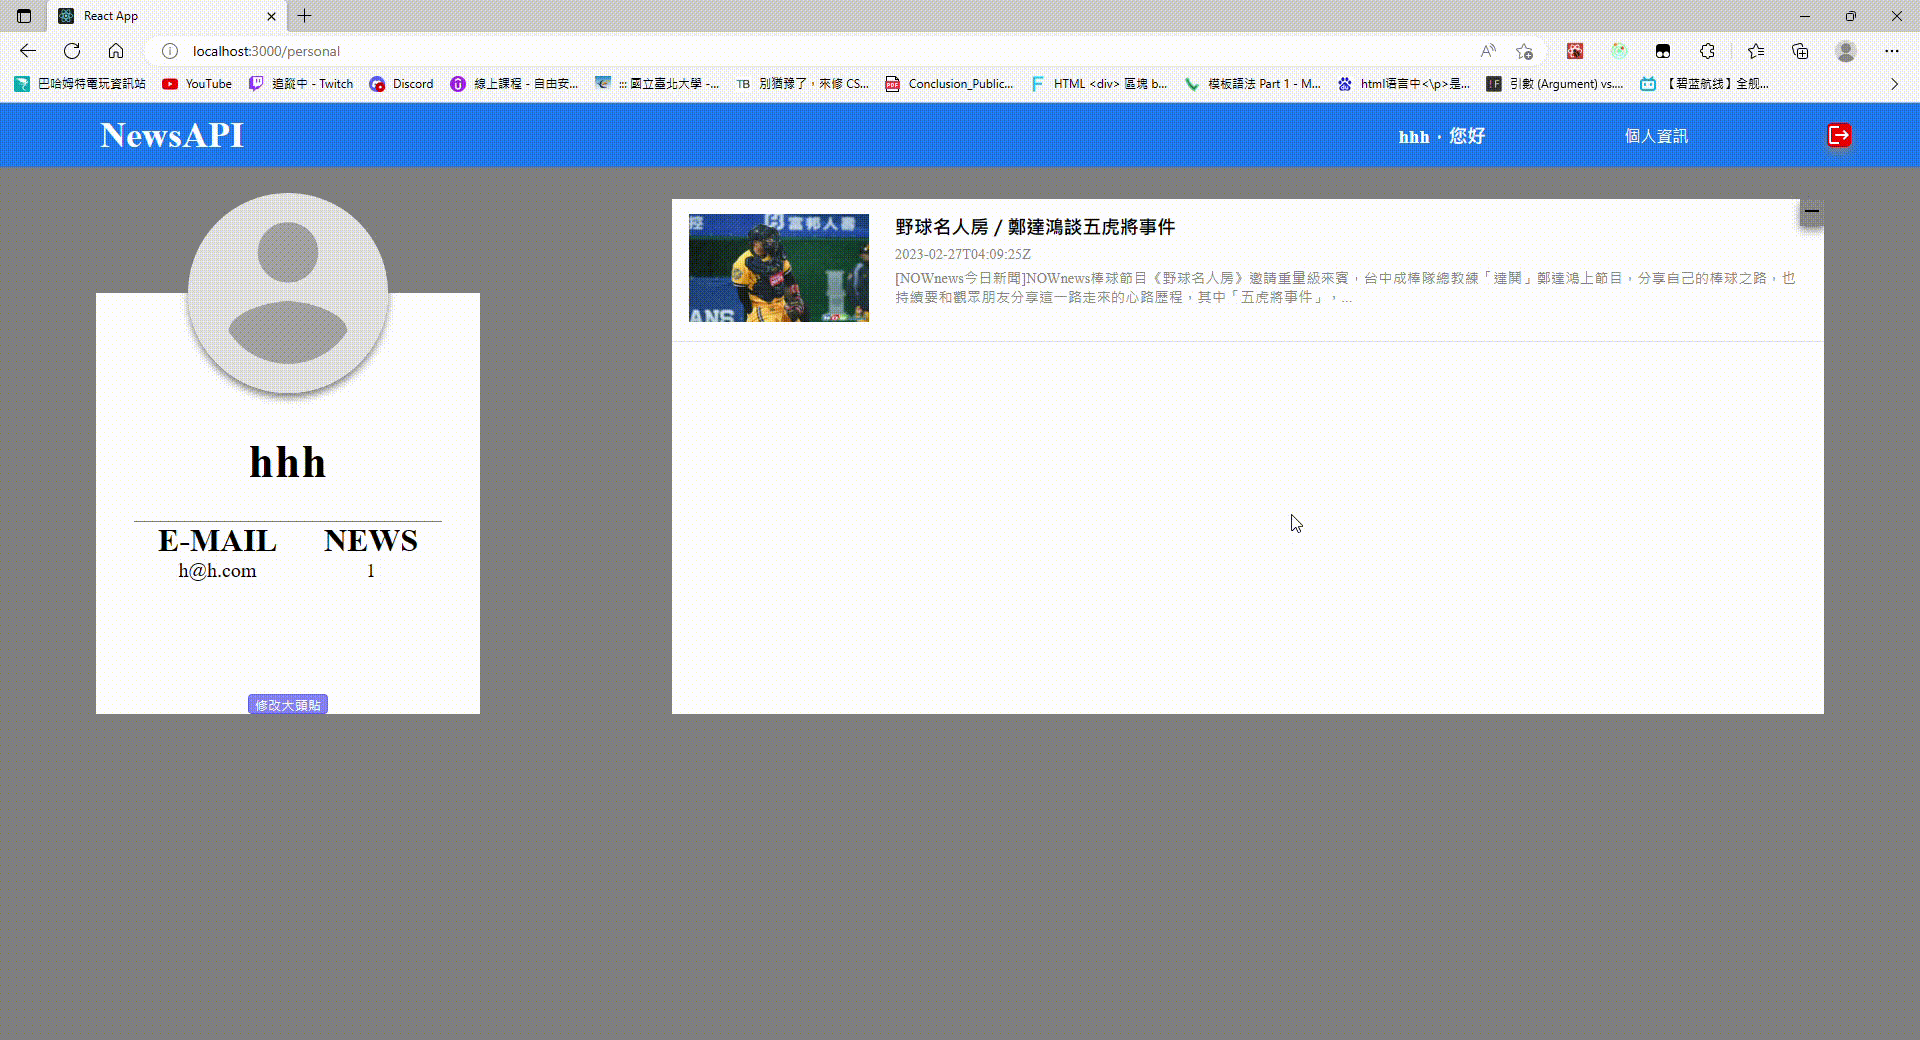 React App
localhost:3000/personal
巴哈姆特電玩資訊站 YouTube 追蹤中 - Twitch Discord 線上課程 - 自由安... ::: 國立臺北大學 -... TB 別猶豫了，來修 CS... Conclusion_Public... HTML <div> 區塊 b... 模板語法 Part 1 - M... html语言中<\p>是... 引數 (Argument) vs.... 【碧蓝航线】全舰...
NewsAPI
hhh，您好
個人資訊
富邦人壽
ANS
野球名人房／鄭達鴻談五虎將事件
2023-02-27T04:09:25Z
[NOWnews今日新聞]NOWnews棒球節目《野球名人房》邀請重量級來賓，台中成棒隊總教練「達鬨」鄭達鴻上節目，分享自己的棒球之路，也
持續要和觀眾朋友分享這一路走來的心路歷程，其中「五虎將事件」，...
hhh
E-MAIL NEWS
h@h.com 1
修改大頭貼